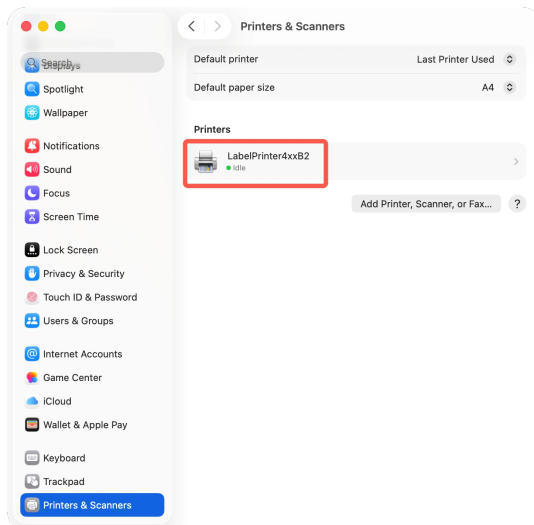 Printers & Scanners
Search
Displays
Spotlight
Wallpaper
Notifications
Sound
Focus
Screen Time
Lock Screen
Privacy & Security
Touch ID & Password
Users & Groups
Internet Accounts
Game Center
iCloud
Wallet & Apple Pay
Keyboard
Trackpad
Printers & Scanners
Default printer Last Printer Used
Default paper size A4
Printers
LabelPrinter4xxB2
Idle
Add Printer, Scanner, or Fax... ?